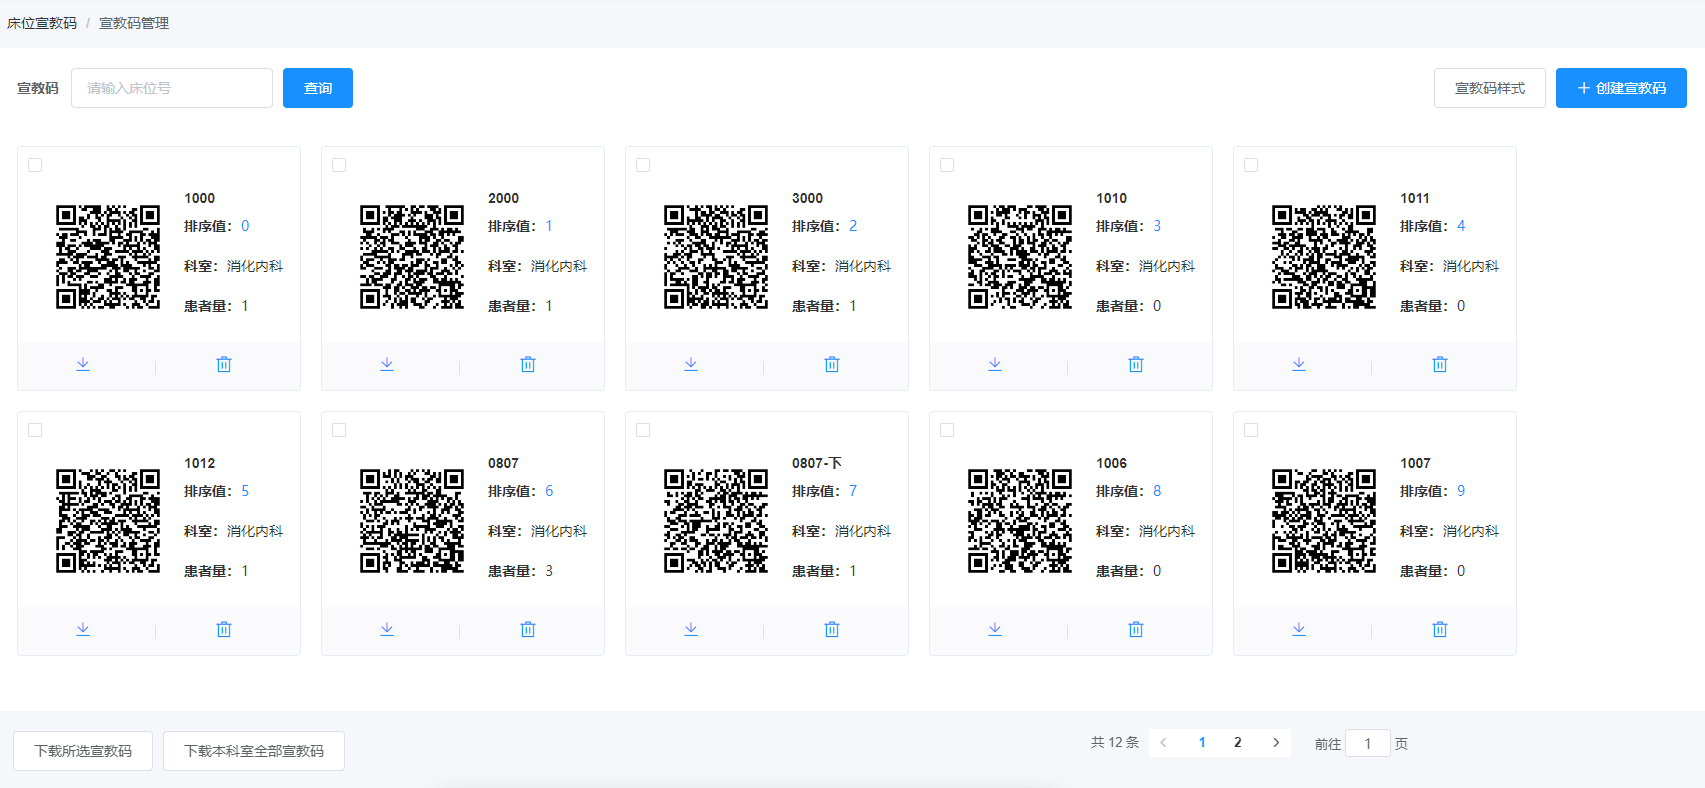 床位宣教码 / 宣教码管理
宣教码 请输入床位号 查询 宣教码样式 + 创建宣教码
1000
排序值: 0
科室: 消化内科
患者量: 1
2000
排序值: 1
科室: 消化内科
患者量: 1
3000
排序值: 2
科室: 消化内科
患者量: 1
1010
排序值: 3
科室: 消化内科
患者量: 0
1011
排序值: 4
科室: 消化内科
患者量: 0
1012
排序值: 5
科室: 消化内科
患者量: 1
0807
排序值: 6
科室: 消化内科
患者量: 3
0807-下
排序值: 7
科室: 消化内科
患者量: 1
1006
排序值: 8
科室: 消化内科
患者量: 0
1007
排序值: 9
科室: 消化内科
患者量: 0
下载所选宣教码 下载本科室全部宣教码 共 12 条 < 1 2 > 前往 1 页